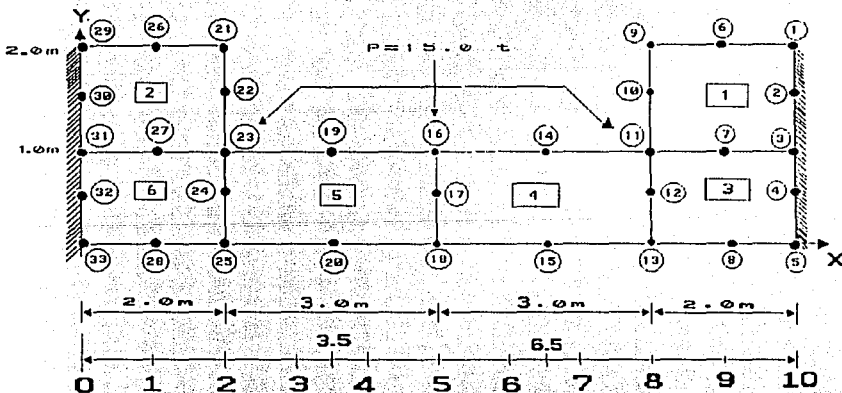 Y
29 26 21 9 6 1
2.0m P=15.0 t
30 2 22 10 1 2
31 27 23 19 16 14 11 7 3
1.0m
32 6 24 5 17 4 12 3 4
33 28 25 20 18 15 13 8 5 X
2.0m 3.0m 3.0m 2.0m
3.5 6.5
0 1 2 3 4 5 6 7 8 9 10